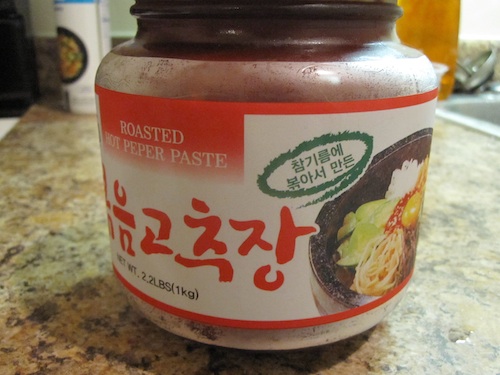 ROASTED
HOT PEPER PASTE
참기름에
볶아서 만든
볶음고추장
NET WT. 2.2LBS(1kg)